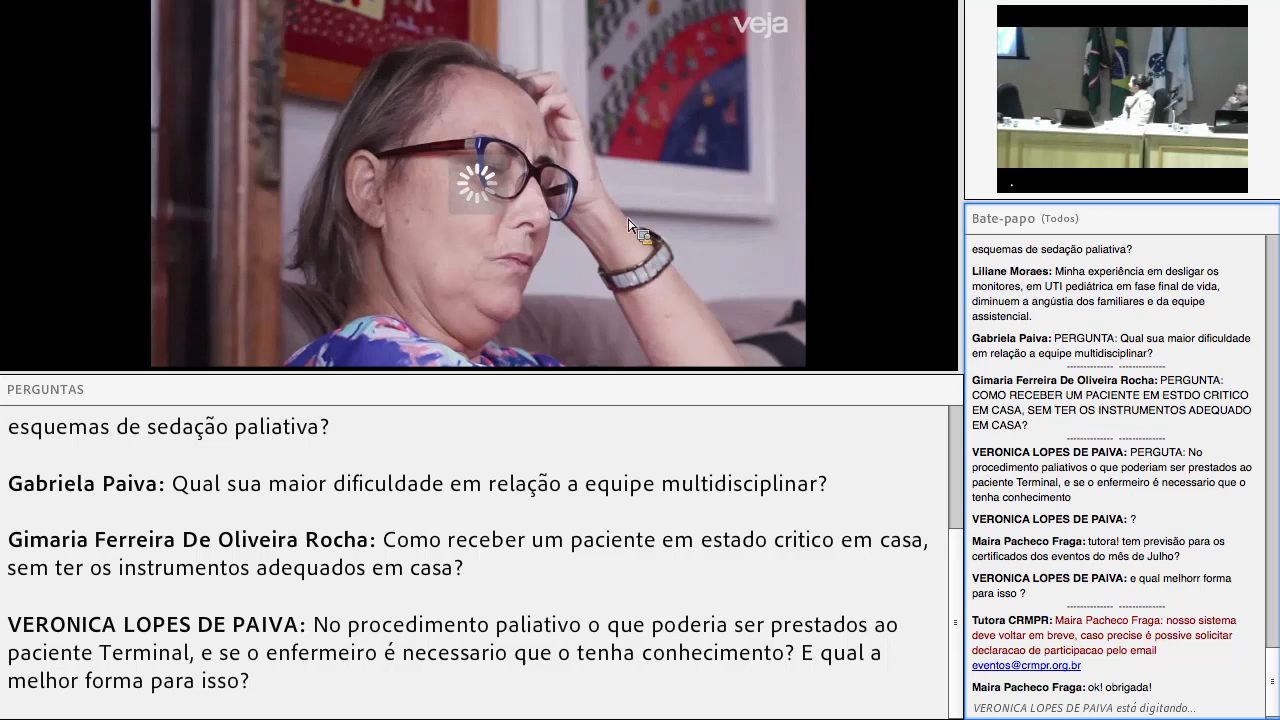 veja
PERGUNTAS
esquemas de sedação paliativa?
Gabriela Paiva: Qual sua maior dificuldade em relação a equipe multidisciplinar?
Gimaria Ferreira De Oliveira Rocha: Como receber um paciente em estado critico em casa,
sem ter os instrumentos adequados em casa?
VERONICA LOPES DE PAIVA: No procedimento paliativo o que poderia ser prestados ao
paciente Terminal, e se o enfermeiro é necessario que o tenha conhecimento? E qual a
melhor forma para isso?
Bate-papo (Todos)
esquemas de sedação paliativa?
Liliane Moraes: Minha experiência em desligar os
monitores, em UTI pediátrica em fase final de vida,
diminuem a angústia dos familiares e da equipe
assistencial.
Gabriela Paiva: PERGUNTA: Qual sua maior dificuldade
em relação a equipe multidisciplinar?
-------------- --------------
Gimaria Ferreira De Oliveira Rocha: PERGUNTA:
COMO RECEBER UM PACIENTE EM ESTDO CRITICO
EM CASA, SEM TER OS INSTRUMENTOS ADEQUADO
EM CASA?
-------------- --------------
VERONICA LOPES DE PAIVA: PERGUTA: No
procedimento paliativos o que poderiam ser prestados ao
paciente Terminal, e se o enfermeiro é necessario que o
tenha conhecimento
VERONICA LOPES DE PAIVA: ?
Maira Pacheco Fraga: tutora! tem previsão para os
certificados dos eventos do mês de Julho?
VERONICA LOPES DE PAIVA: e qual melhorr forma
para isso ?
-------------- --------------
Tutora CRMPR: Maira Pacheco Fraga: nosso sistema
deve voltar em breve, caso precise é possive solicitar
declaracao de participacao pelo email
eventos@crmpr.org.br
Maira Pacheco Fraga: ok! obrigada!
VERONICA LOPES DE PAIVA está digitando...